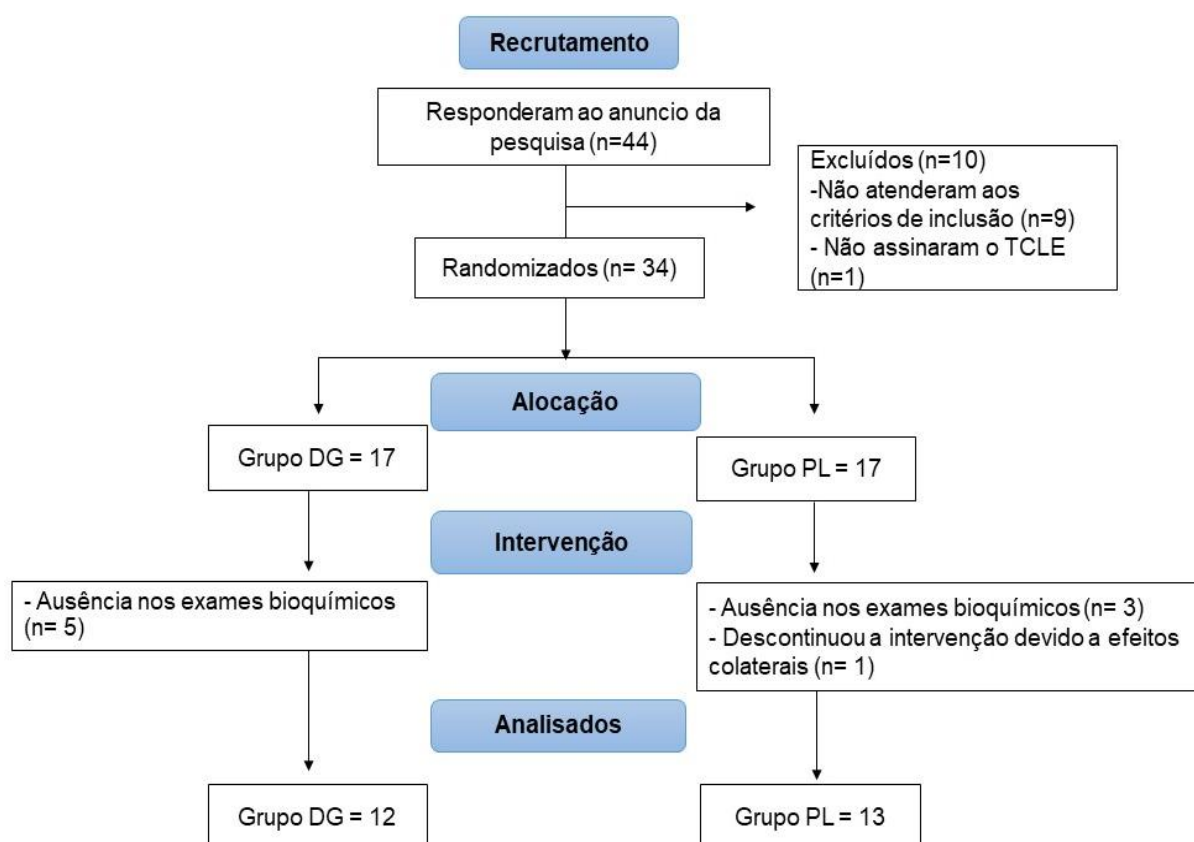 Recrutamento
Responderam ao anuncio da
pesquisa (n=44)
Excluídos (n=10)
-Não atenderam aos
critérios de inclusão (n=9)
- Não assinaram o TCLE
(n=1)
Randomizados (n= 34)
Alocação
Grupo DG = 17
Grupo PL = 17
Intervenção
- Ausência nos exames bioquímicos
(n= 5)
- Ausência nos exames bioquímicos (n= 3)
- Descontinuou a intervenção devido a efeitos
colaterais (n= 1)
Analisados
Grupo DG = 12
Grupo PL = 13